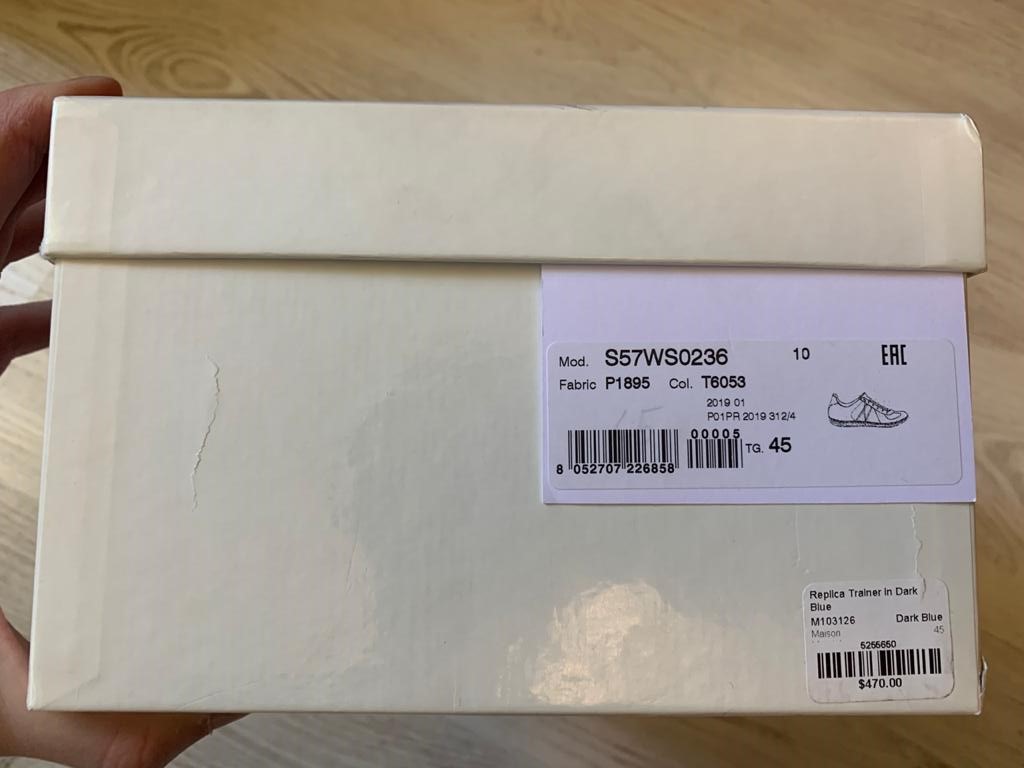 Mod. S57WS0236 10 EAC
Fabric P1895 Col. T6053
2019 01
P01PR 2019 312/4
00005
TG. 45
8 052707 226858
Replica Trainer in Dark
Blue
M103126 Dark Blue
Maison 45
5256650
$470.00